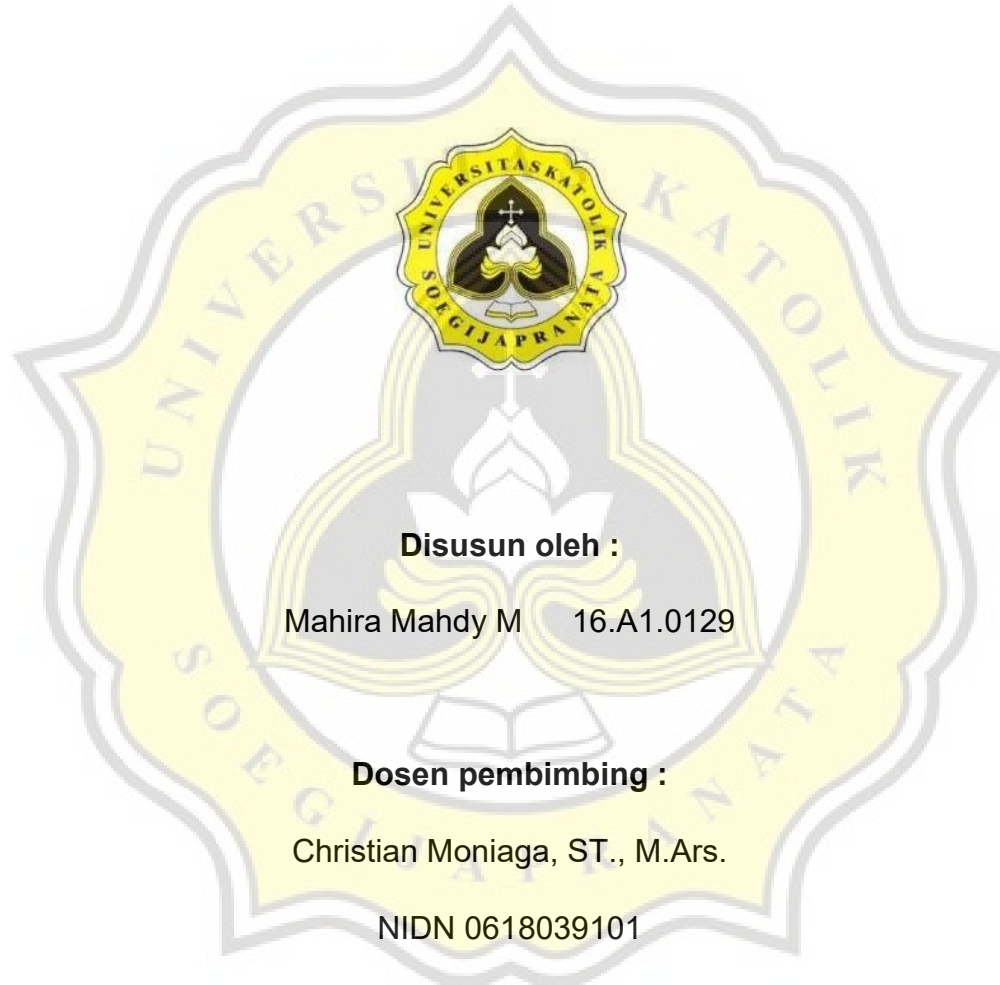 UNIVERSITAS KATOLIK
SOEGIJAPRANATA
Disusun oleh :
Mahira Mahdy M 16.A1.0129
Dosen pembimbing :
Christian Moniaga, ST., M.Ars.
NIDN 0618039101
UNIVERSITAS KATOLIK
SOEGIJAPRANATA